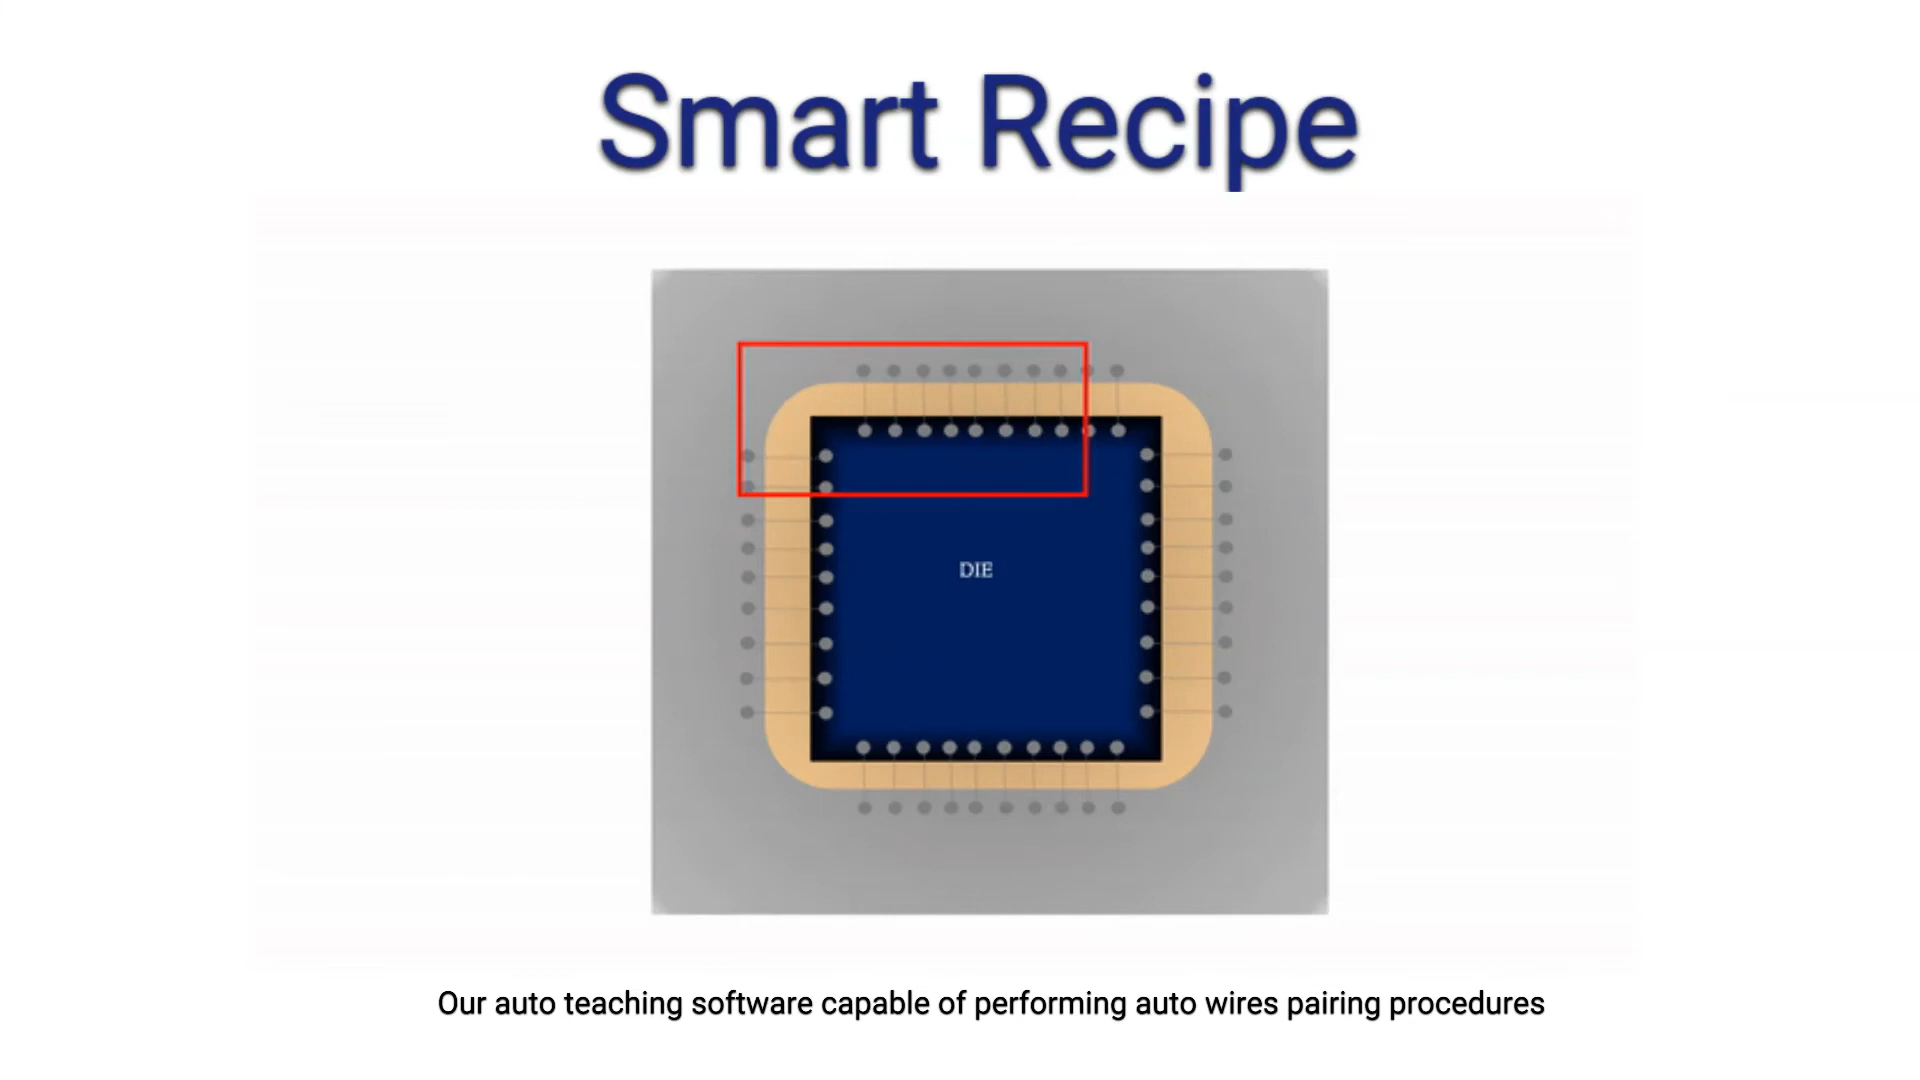 Smart Recipe
DIE
Our auto teaching software capable of performing auto wires pairing procedures